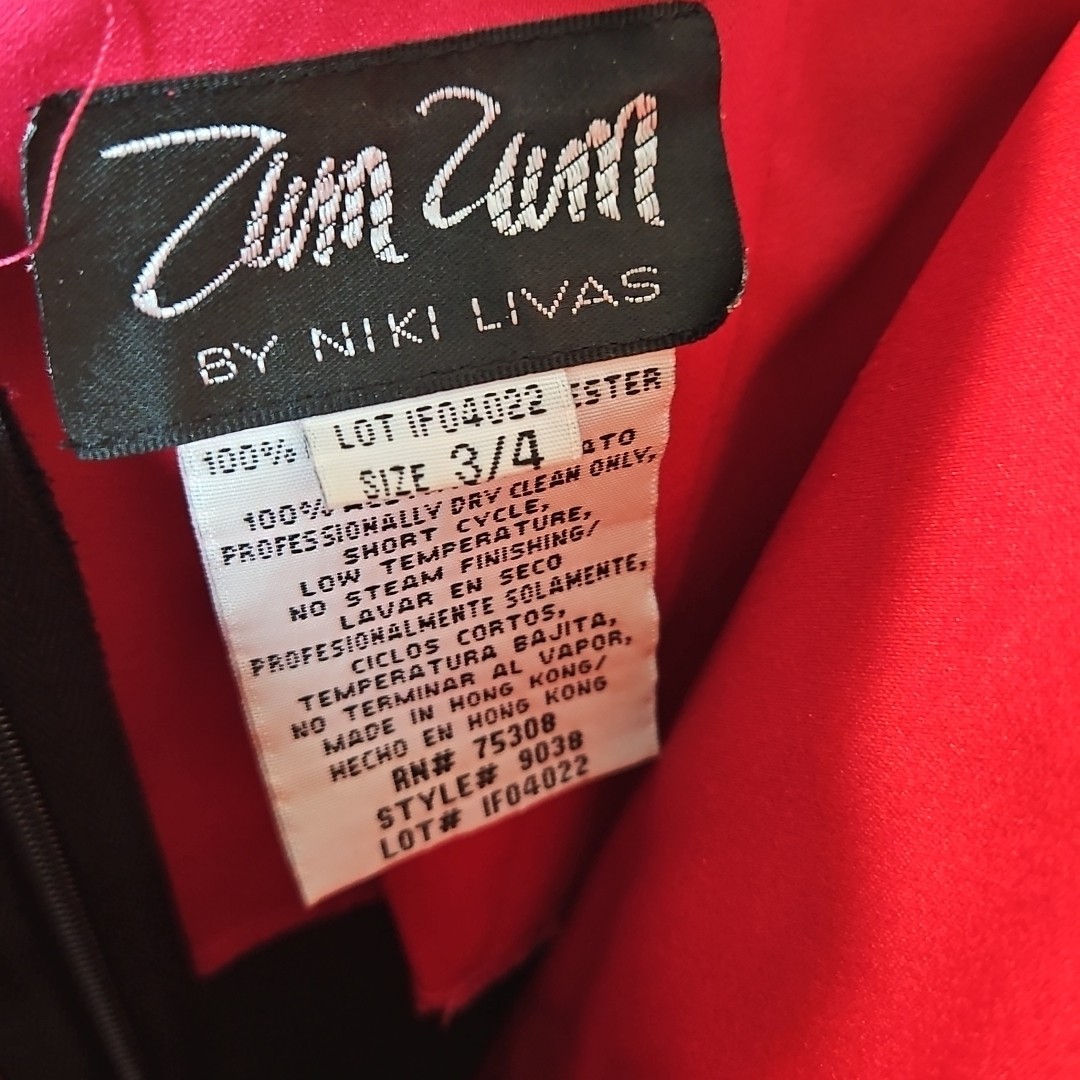 Zum Zum
BY NIKI LIVAS
LOT IF04022
SIZE 3/4
100% ESTER
100% ATO
PROFESSIONALLY DRY CLEAN ONLY,
SHORT CYCLE,
LOW TEMPERATURE,
NO STEAM FINISHING/
LAVAR EN SECO
PROFESIONALMENTE SOLAMENTE,
CICLOS CORTOS,
TEMPERATURA BAJITA,
NO TERMINAR AL VAPOR,
MADE IN HONG KONG/
HECHO EN HONG KONG
RN# 75308
STYLE# 9038
LOT# IF04022